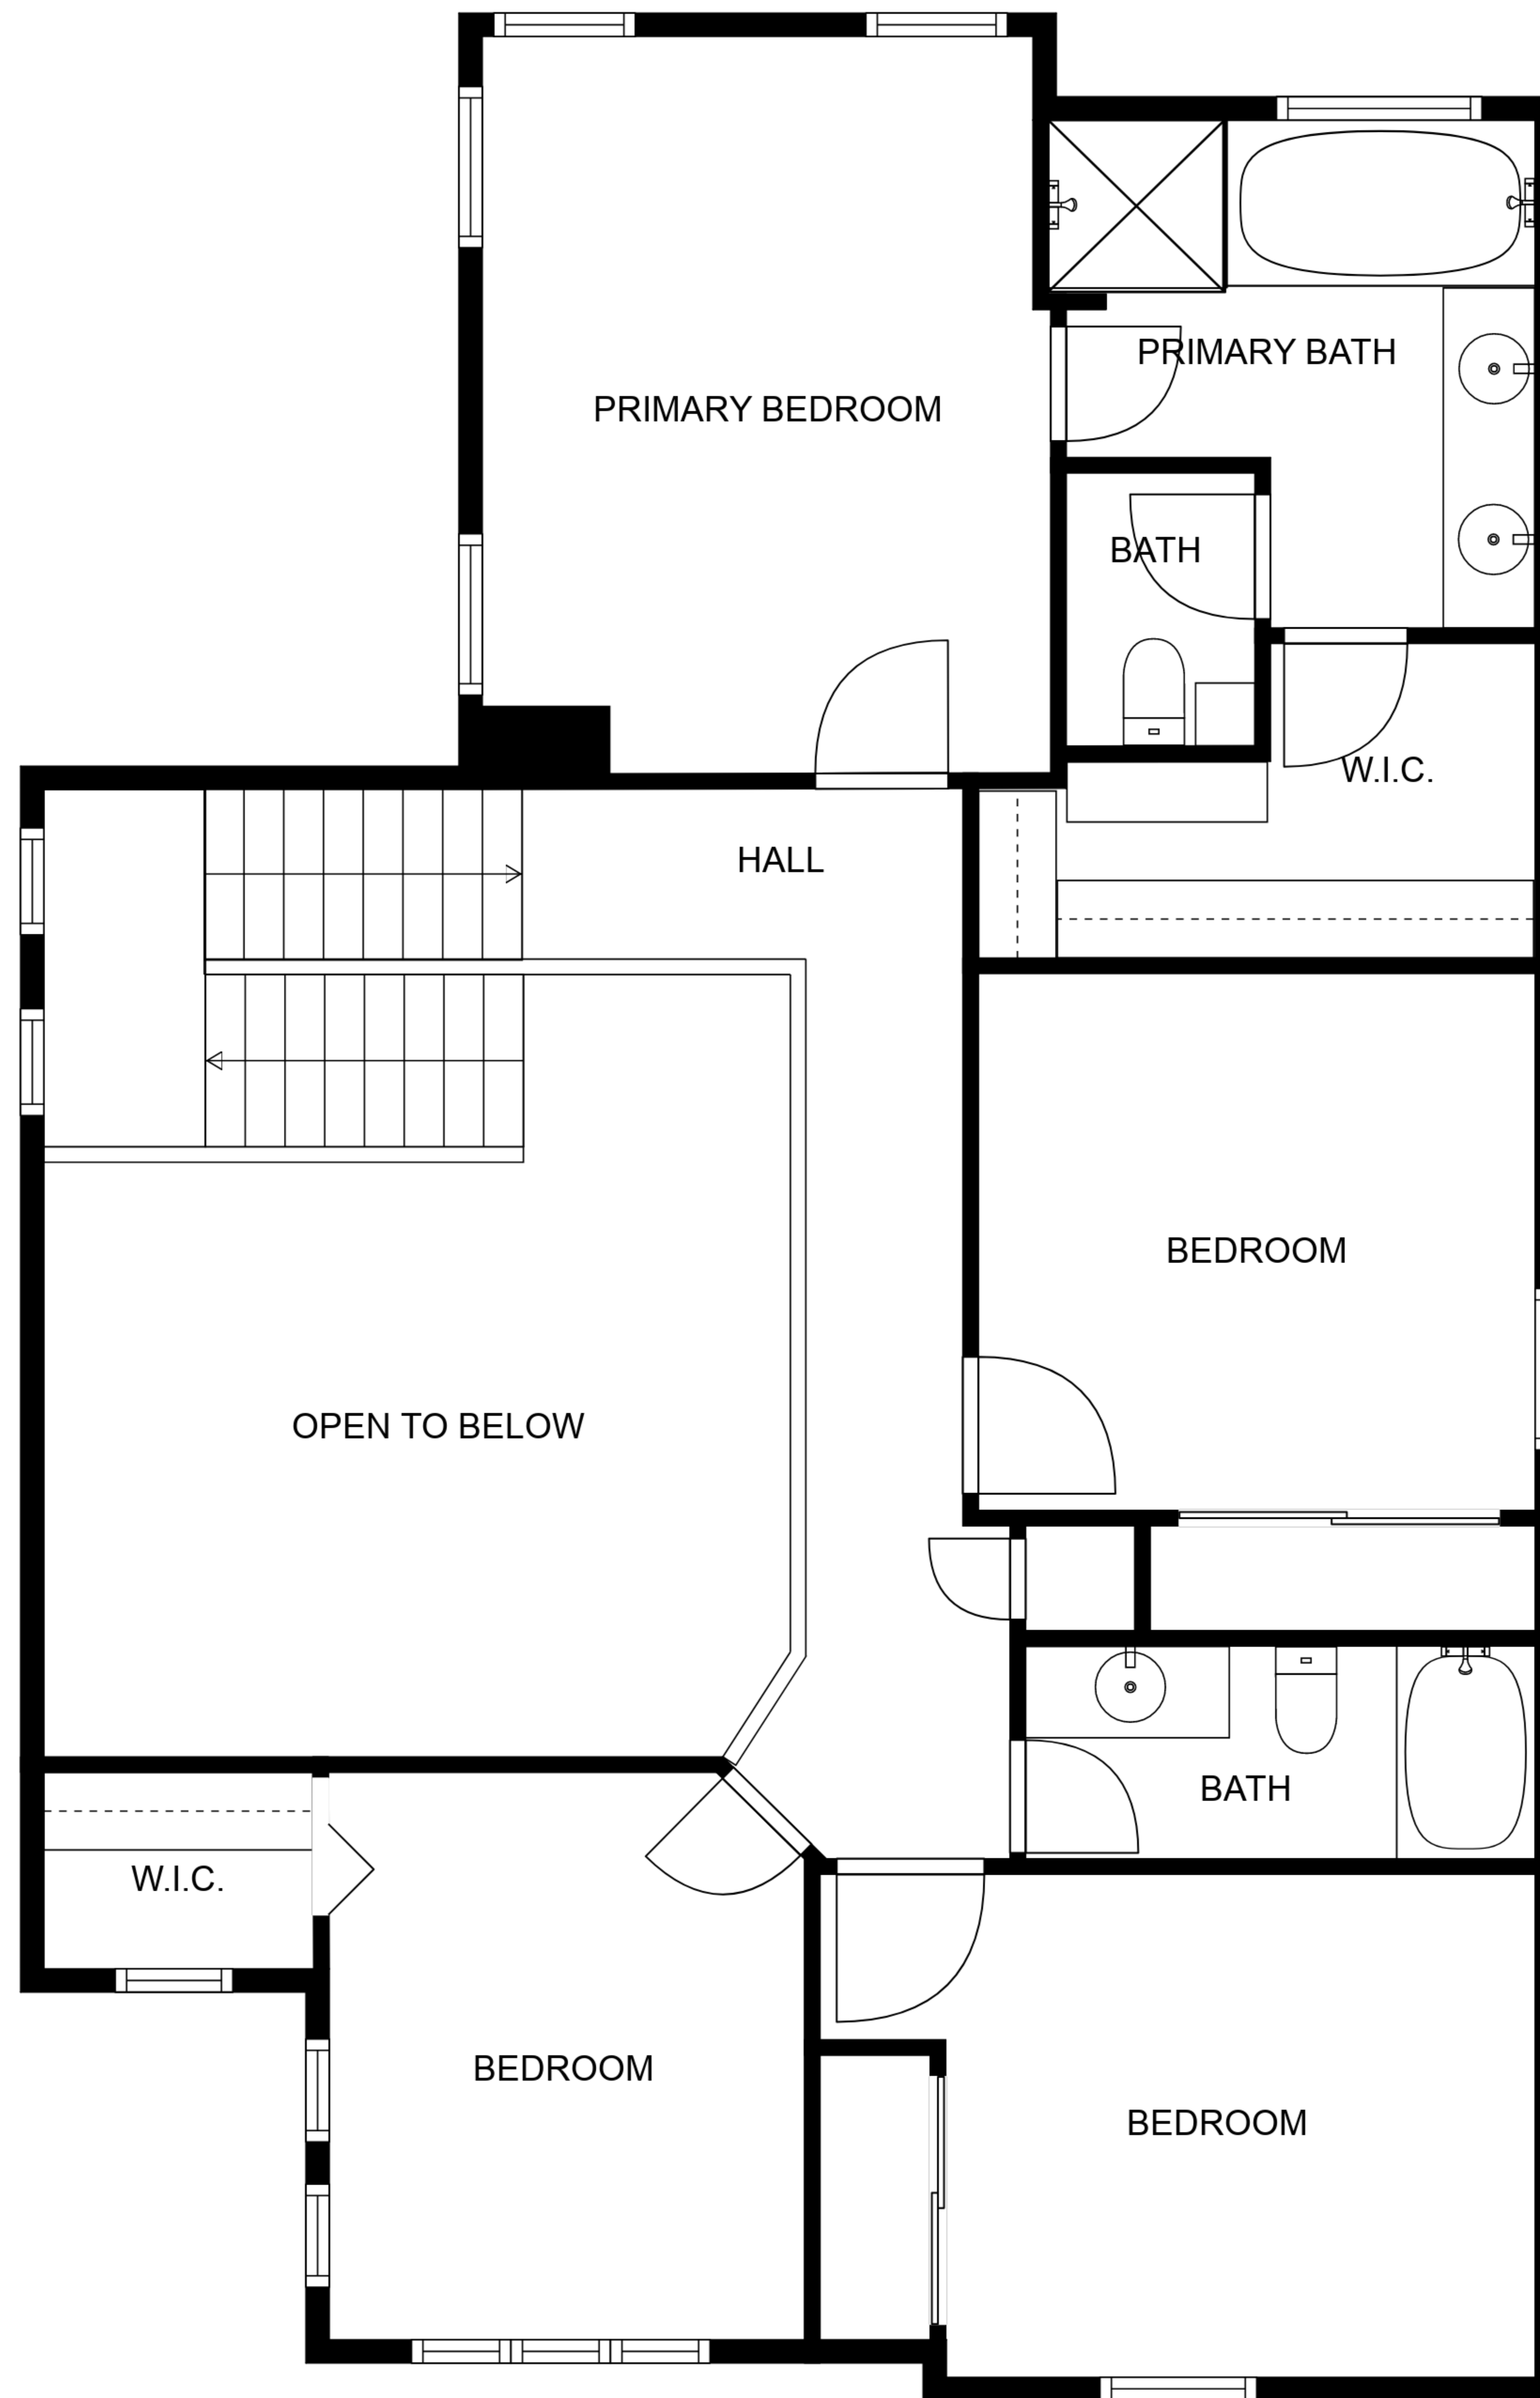 PRIMARY BATH
PRIMARY BEDROOM
BATH
W.I.C.
HALL
BEDROOM
OPEN TO BELOW
BATH
W.I.C.
BEDROOM
BEDROOM